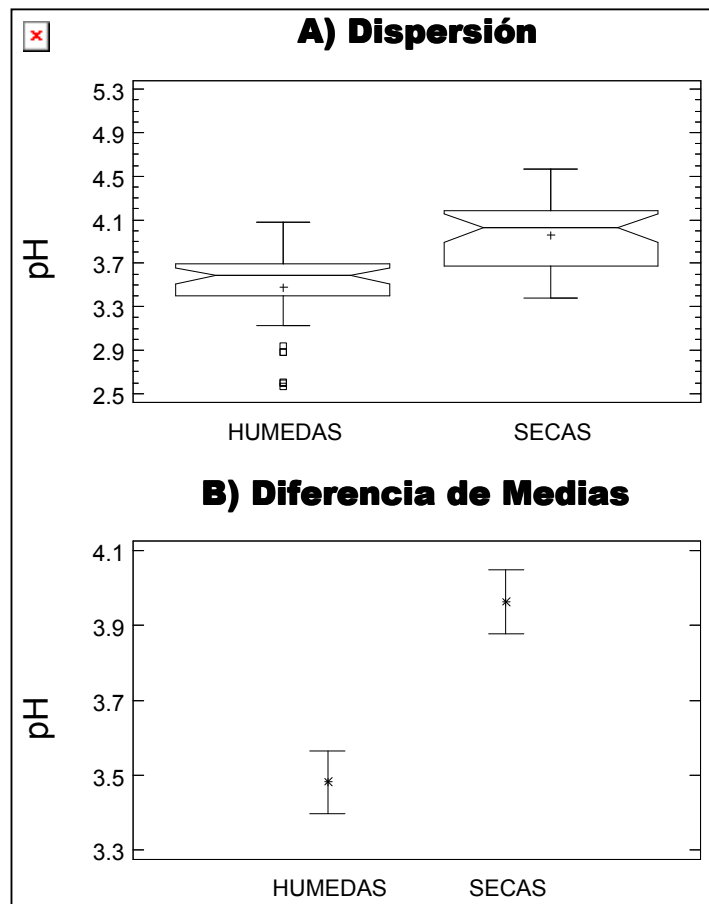 A) Dispersión
pH
5.3
4.9
4.5
4.1
3.7
3.3
2.9
2.5
HUMEDAS SECAS
B) Diferencia de Medias
pH
4.1
3.9
3.7
3.5
3.3
HUMEDAS SECAS